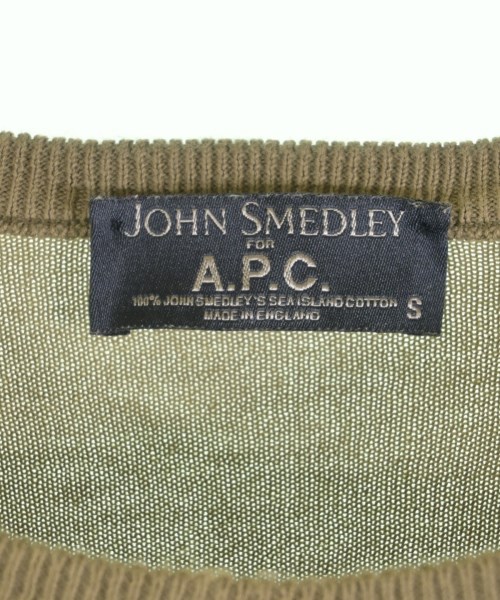 JOHN SMEDLEY
FOR
A.P.C.
100% JOHN SMEDLEY'S SEA ISLAND COTTON S
MADE IN ENGLAND